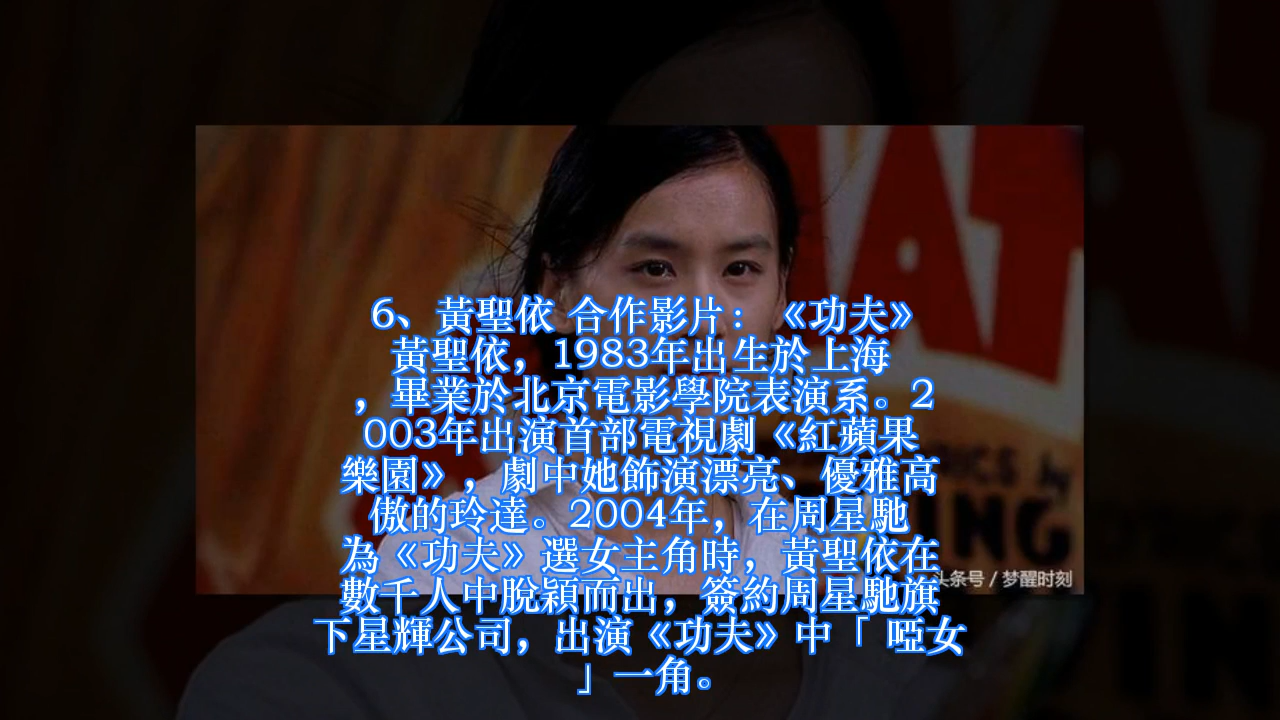 6、黃聖依 合作影片：《功夫》
黃聖依，1983年出生於上海
，畢業於北京電影學院表演系。2
003年出演首部電視劇《紅蘋果
樂園》，劇中她飾演漂亮、優雅高
傲的玲達。2004年，在周星馳
為《功夫》選女主角時，黃聖依在
數千人中脫穎而出，簽約周星馳旗
下星輝公司，出演《功夫》中「 啞女
」一角。
头条号 / 梦醒时刻